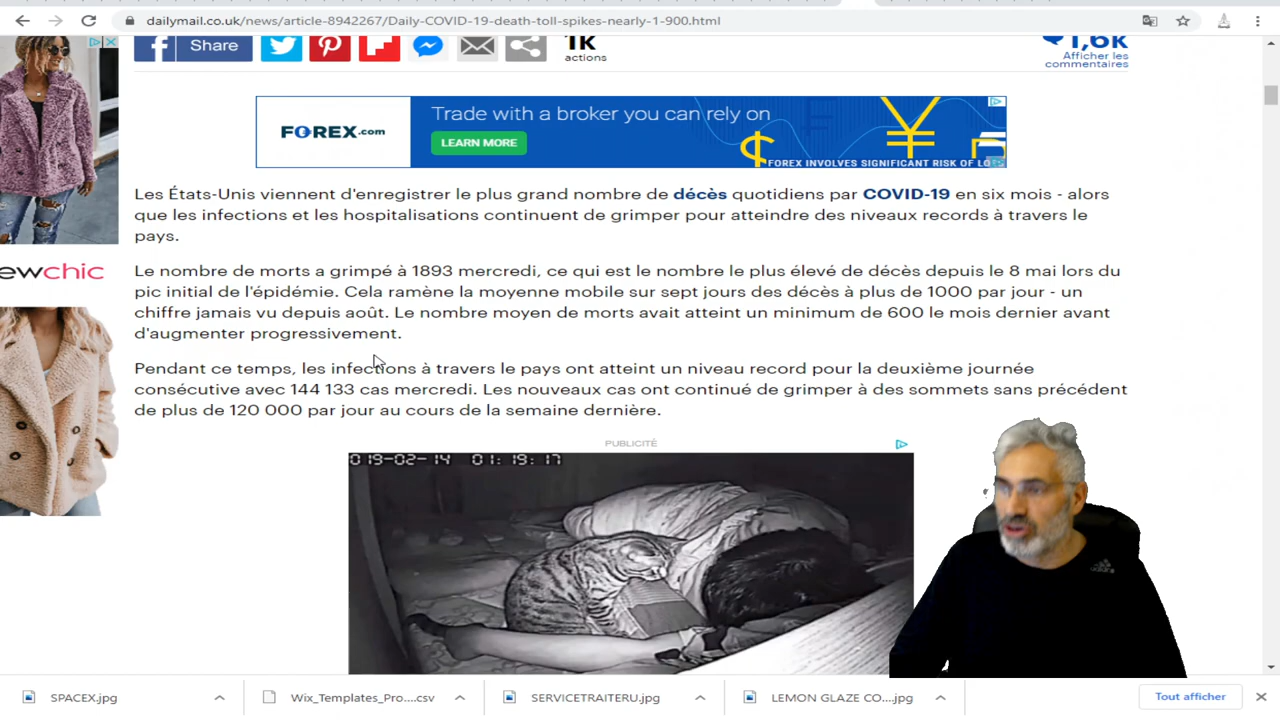 dailymail.co.uk/news/article-8942267/Daily-COVID-19-death-toll-spikes-nearly-1-900.html
Share
1K
actions
1,6k
Afficher les
commentaires
FOREX.com
Trade with a broker you can rely on
LEARN MORE
FOREX INVOLVES SIGNIFICANT RISK OF
Les États-Unis viennent d'enregistrer le plus grand nombre de décès quotidiens par COVID-19 en six mois - alors
que les infections et les hospitalisations continuent de grimper pour atteindre des niveaux records à travers le
pays.
ewchic
Le nombre de morts a grimpé à 1893 mercredi, ce qui est le nombre le plus élevé de décès depuis le 8 mai lors du
pic initial de l'épidémie. Cela ramène la moyenne mobile sur sept jours des décès à plus de 1000 par jour - un
chiffre jamais vu depuis août. Le nombre moyen de morts avait atteint un minimum de 600 le mois dernier avant
d'augmenter progressivement.
Pendant ce temps, les infections à travers le pays ont atteint un niveau record pour la deuxième journée
consécutive avec 144 133 cas mercredi. Les nouveaux cas ont continué de grimper à des sommets sans précédent
de plus de 120 000 par jour au cours de la semaine dernière.
PUBLICITÉ
019-02-14 01:19:17
adidas
SPACEX.jpg
Wix_Templates_Pro....csv
SERVICETRAITERU.jpg
LEMON GLAZE CO....jpg
Tout afficher